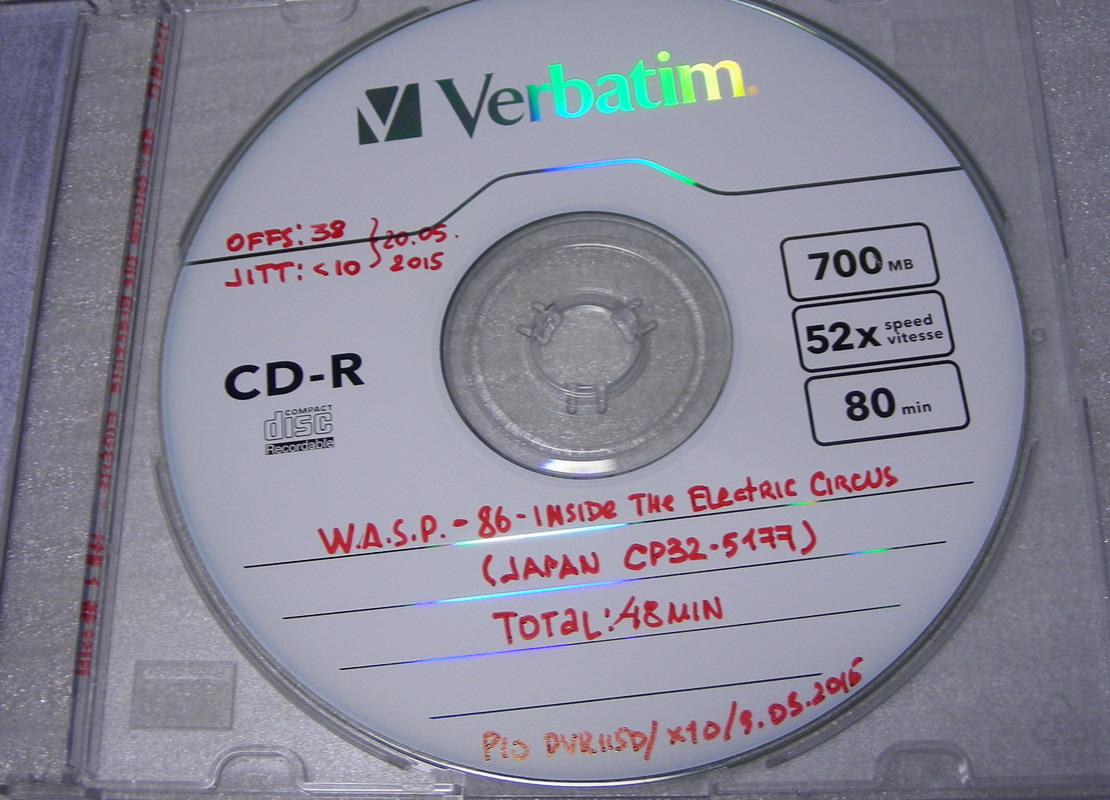 Verbatim
OFFS: 38 } 20.05.
JITT: < 10 } 2015
700 MB
52x speed vitesse
80 min
CD-R
COMPACT
disc
Recordable
W.A.S.P. - 86 - INSIDE THE ELECTRIC CIRCUS
(JAPAN CP32-5177)
TOTAL: 48 MIN
PIO DVR115D/ x10/9.05.2015